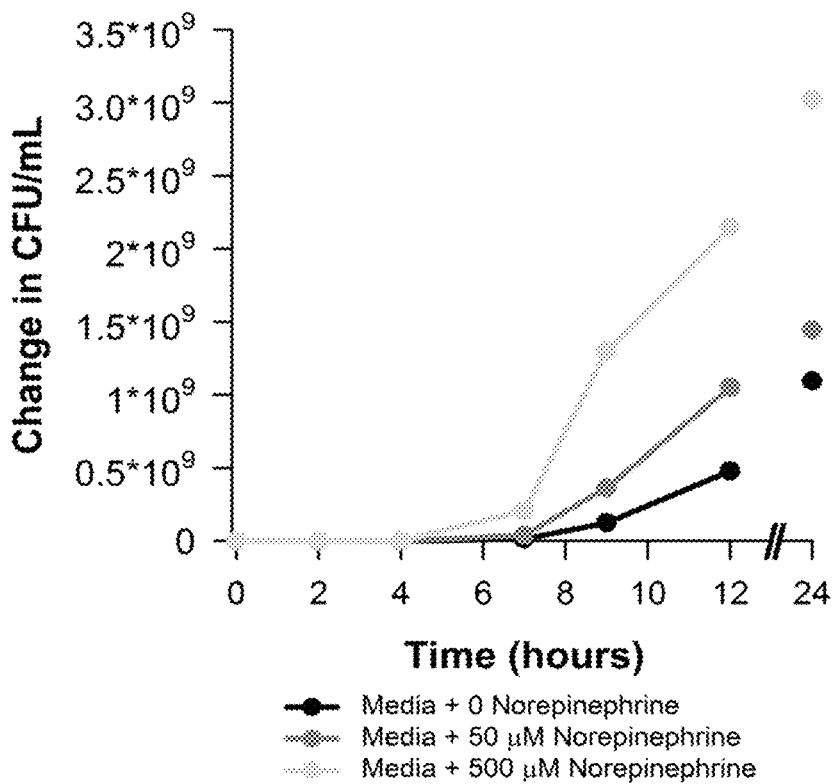 Change in CFU/mL
3.5*10⁹
3.0*10⁹
2.5*10⁹
2*10⁹
1.5*10⁹
1*10⁹
0.5*10⁹
0
0 2 4 6 8 10 12 24
Time (hours)
Media + 0 Norepinephrine
Media + 50 μM Norepinephrine
Media + 500 μM Norepinephrine